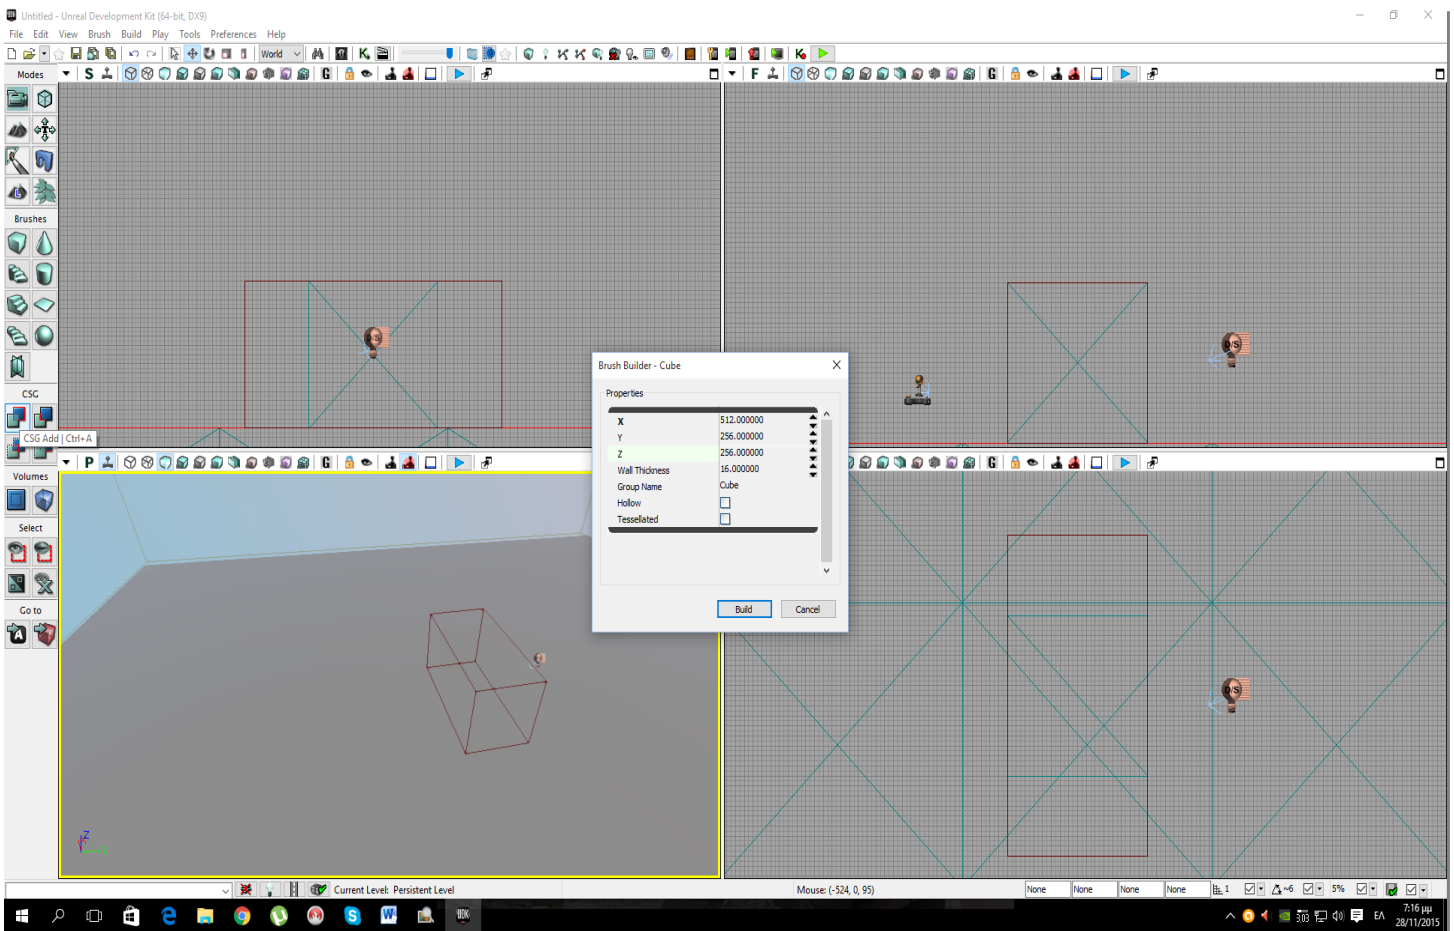 Untitled - Unreal Development Kit (64-bit, DX9)
File Edit View Brush Build Play Tools Preferences Help
World
Modes
S
G
F
G
Brushes
CSG
CSG Add | Ctrl+A
Volumes
Select
Go to
P
G
G
Brush Builder - Cube
Properties
X 512.000000
Y 256.000000
Z 256.000000
Wall Thickness 16.000000
Group Name Cube
Hollow
Tessellated
Build Cancel
D/S
D/S
D/S
Z
Current Level: Persistent Level
Mouse: (-524, 0, 95)
None None None None
1
~6
5%
ΕΛ
7:16 μμ
28/11/2015